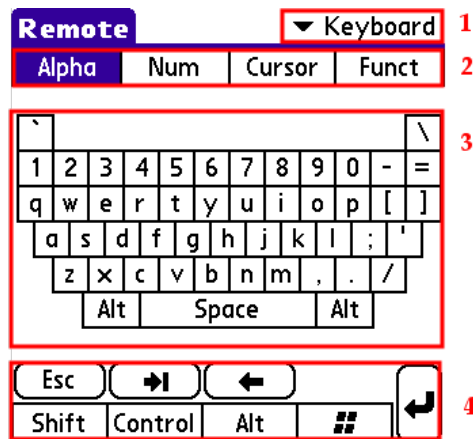 Remote ▼ Keyboard 1
Alpha Num Cursor Funct 2
` \ 3
1 2 3 4 5 6 7 8 9 0 - =
q w e r t y u i o p [ ]
a s d f g h j k l ; '
z x c v b n m , . /
Alt Space Alt
Esc
Shift Control Alt 4